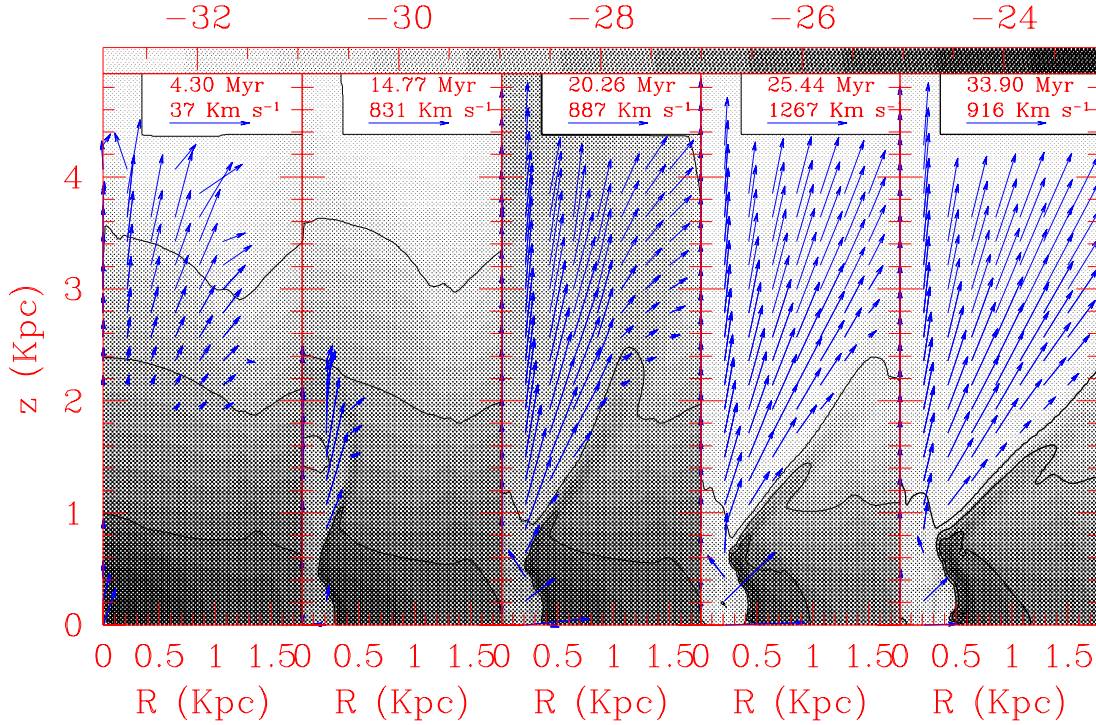 −32 −30 −28 −26 −24
4.30 Myr 14.77 Myr 20.26 Myr 25.44 Myr 33.90 Myr
37 Km s⁻¹ 831 Km s⁻¹ 887 Km s⁻¹ 1267 Km s⁻¹ 916 Km s⁻¹
4
3
2
1
0
z (Kpc)
0 0.5 1 1.5 0 0.5 1 1.5 0 0.5 1 1.5 0 0.5 1 1.5 0 0.5 1 1.5
R (Kpc) R (Kpc) R (Kpc) R (Kpc) R (Kpc)